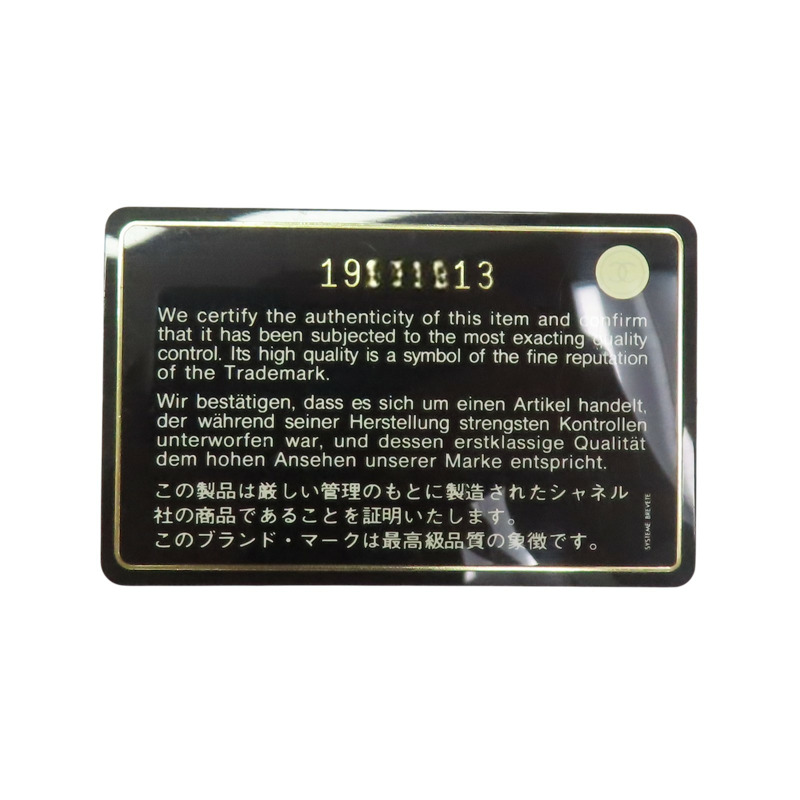 We certify the authenticity of this item and confirm
that it has been subjected to the most exacting quality
control. Its high quality is a symbol of the fine reputation
of the Trademark.
Wir bestätigen, dass es sich um einen Artikel handelt,
der während seiner Herstellung strengsten Kontrollen
unterworfen war, und dessen erstklassige Qualität
dem hohen Ansehen unserer Marke entspricht.
この製品は厳しい管理のもとに製造されたシャネル
社の商品であることを証明いたします。
このブランド・マークは最高級品質の象徴です。
SYSTEME BREVETE